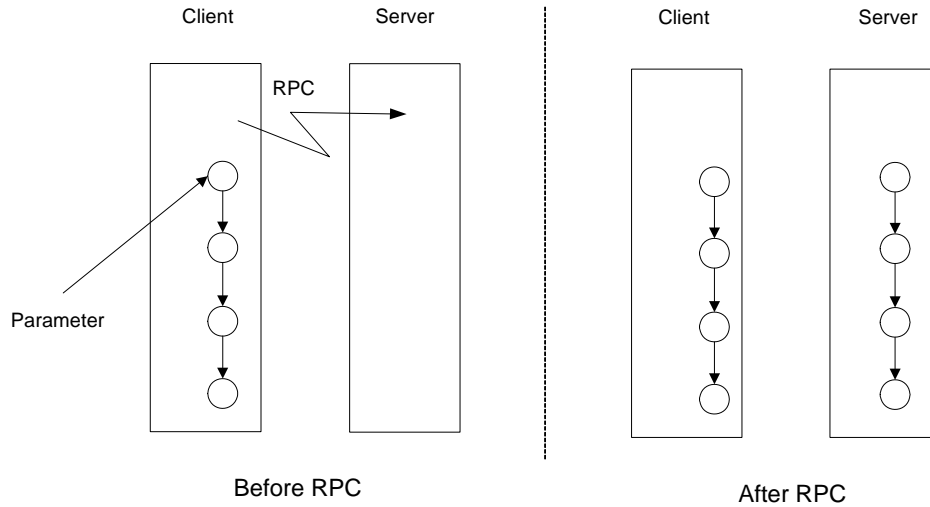 Client
Server
Client
Server
RPC
Parameter
Before RPC
After RPC